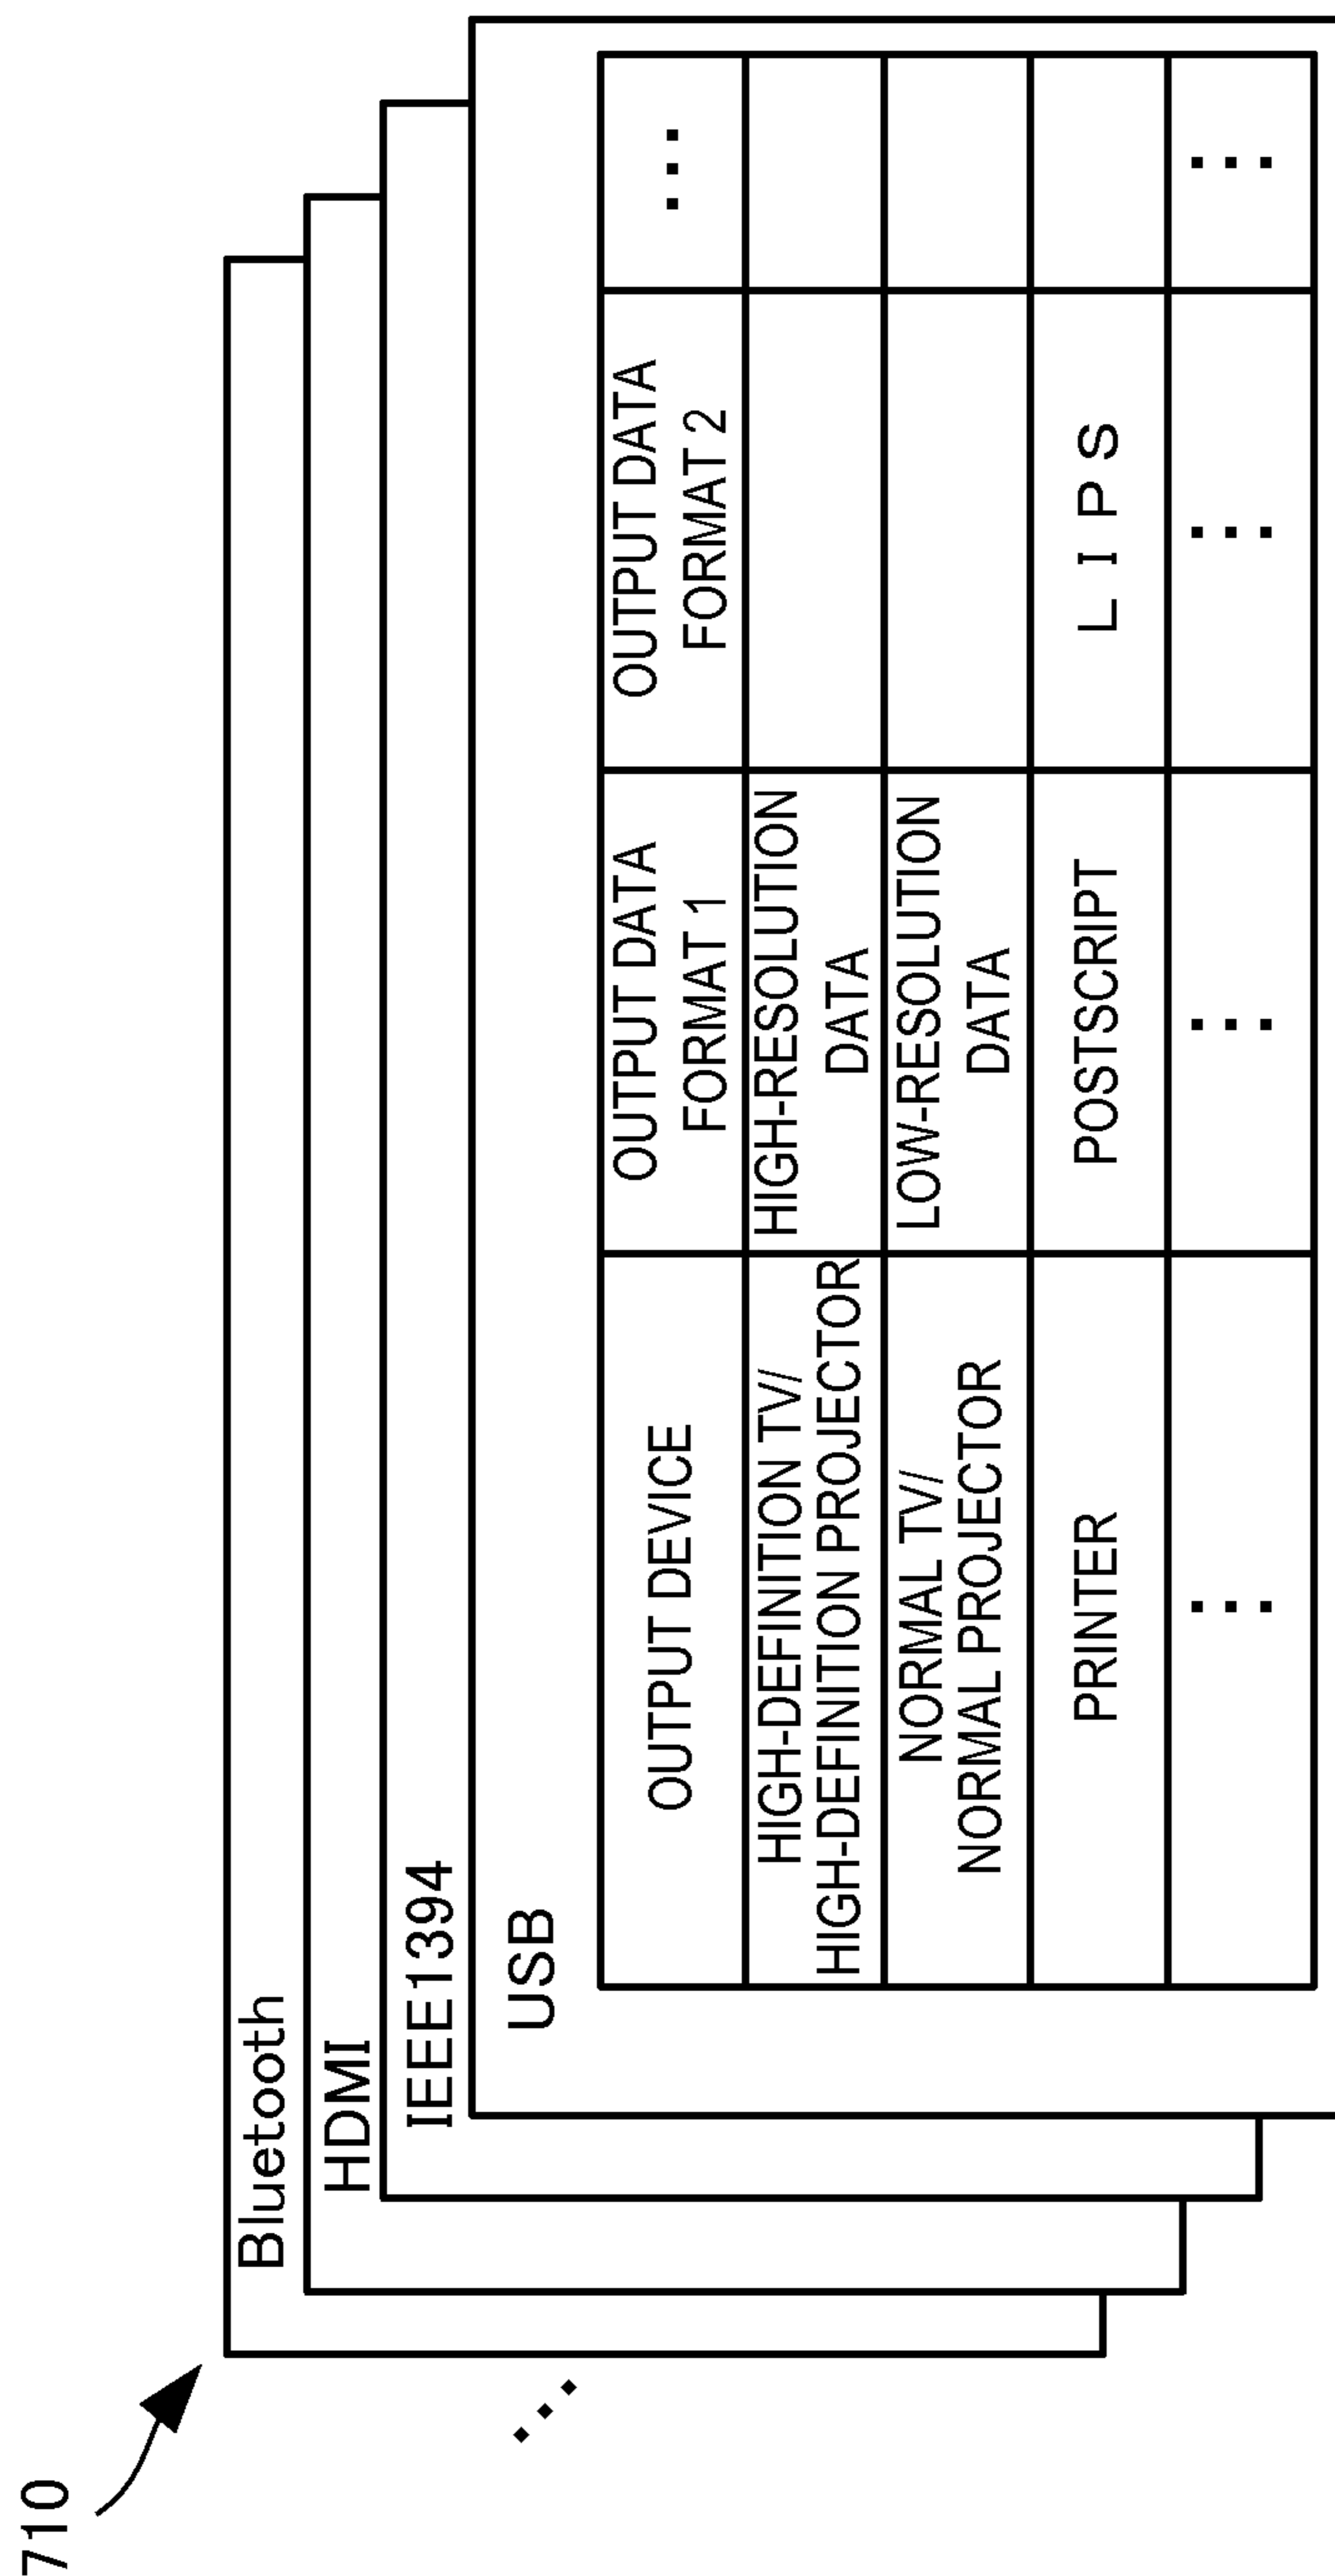 710
Bluetooth
HDMI
IEEE1394
USB
OUTPUT DEVICE
OUTPUT DATA
FORMAT 1
OUTPUT DATA
FORMAT 2
...
HIGH-DEFINITION TV/
HIGH-DEFINITION PROJECTOR
HIGH-RESOLUTION
DATA
NORMAL TV/
NORMAL PROJECTOR
LOW-RESOLUTION
DATA
PRINTER
POSTSCRIPT
L I P S
...
...
...
...
...